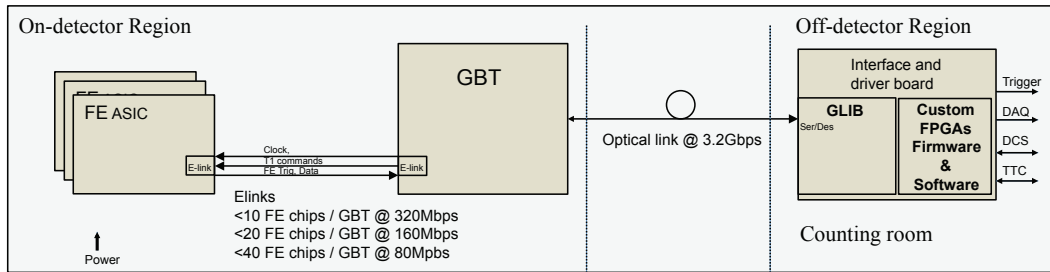 On-detector Region
Off-detector Region
FE ASIC
GBT
Interface and
driver board
GLIB
Ser/Des
Custom
FPGAs
Firmware
&
Software
Trigger
DAQ
DCS
TTC
Optical link @ 3.2Gbps
Clock,
T1 commands
FE Trig, Data
E-link
E-link
Elinks
<10 FE chips / GBT @ 320Mbps
<20 FE chips / GBT @ 160Mbps
<40 FE chips / GBT @ 80Mpbs
Counting room
Power